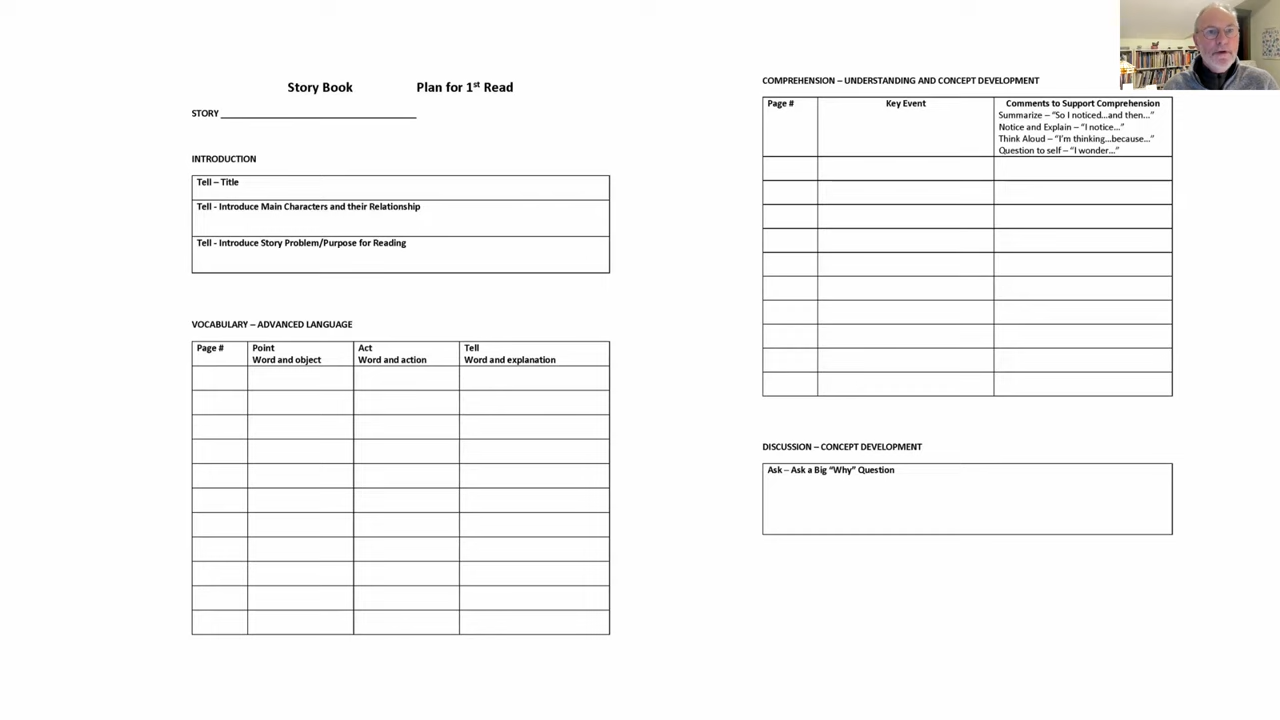 Story Book Plan for 1st Read
STORY
INTRODUCTION
Tell – Title
Tell - Introduce Main Characters and their Relationship
Tell - Introduce Story Problem/Purpose for Reading
VOCABULARY – ADVANCED LANGUAGE
Page # Point Act Tell
Word and object Word and action Word and explanation
COMPREHENSION – UNDERSTANDING AND CONCEPT DEVELOPMENT
Page # Key Event Comments to Support Comprehension
Summarize – “So I noticed...and then...”
Notice and Explain – “I notice...”
Think Aloud – “I’m thinking...because...”
Question to self – “I wonder...”
DISCUSSION – CONCEPT DEVELOPMENT
Ask – Ask a Big “Why” Question